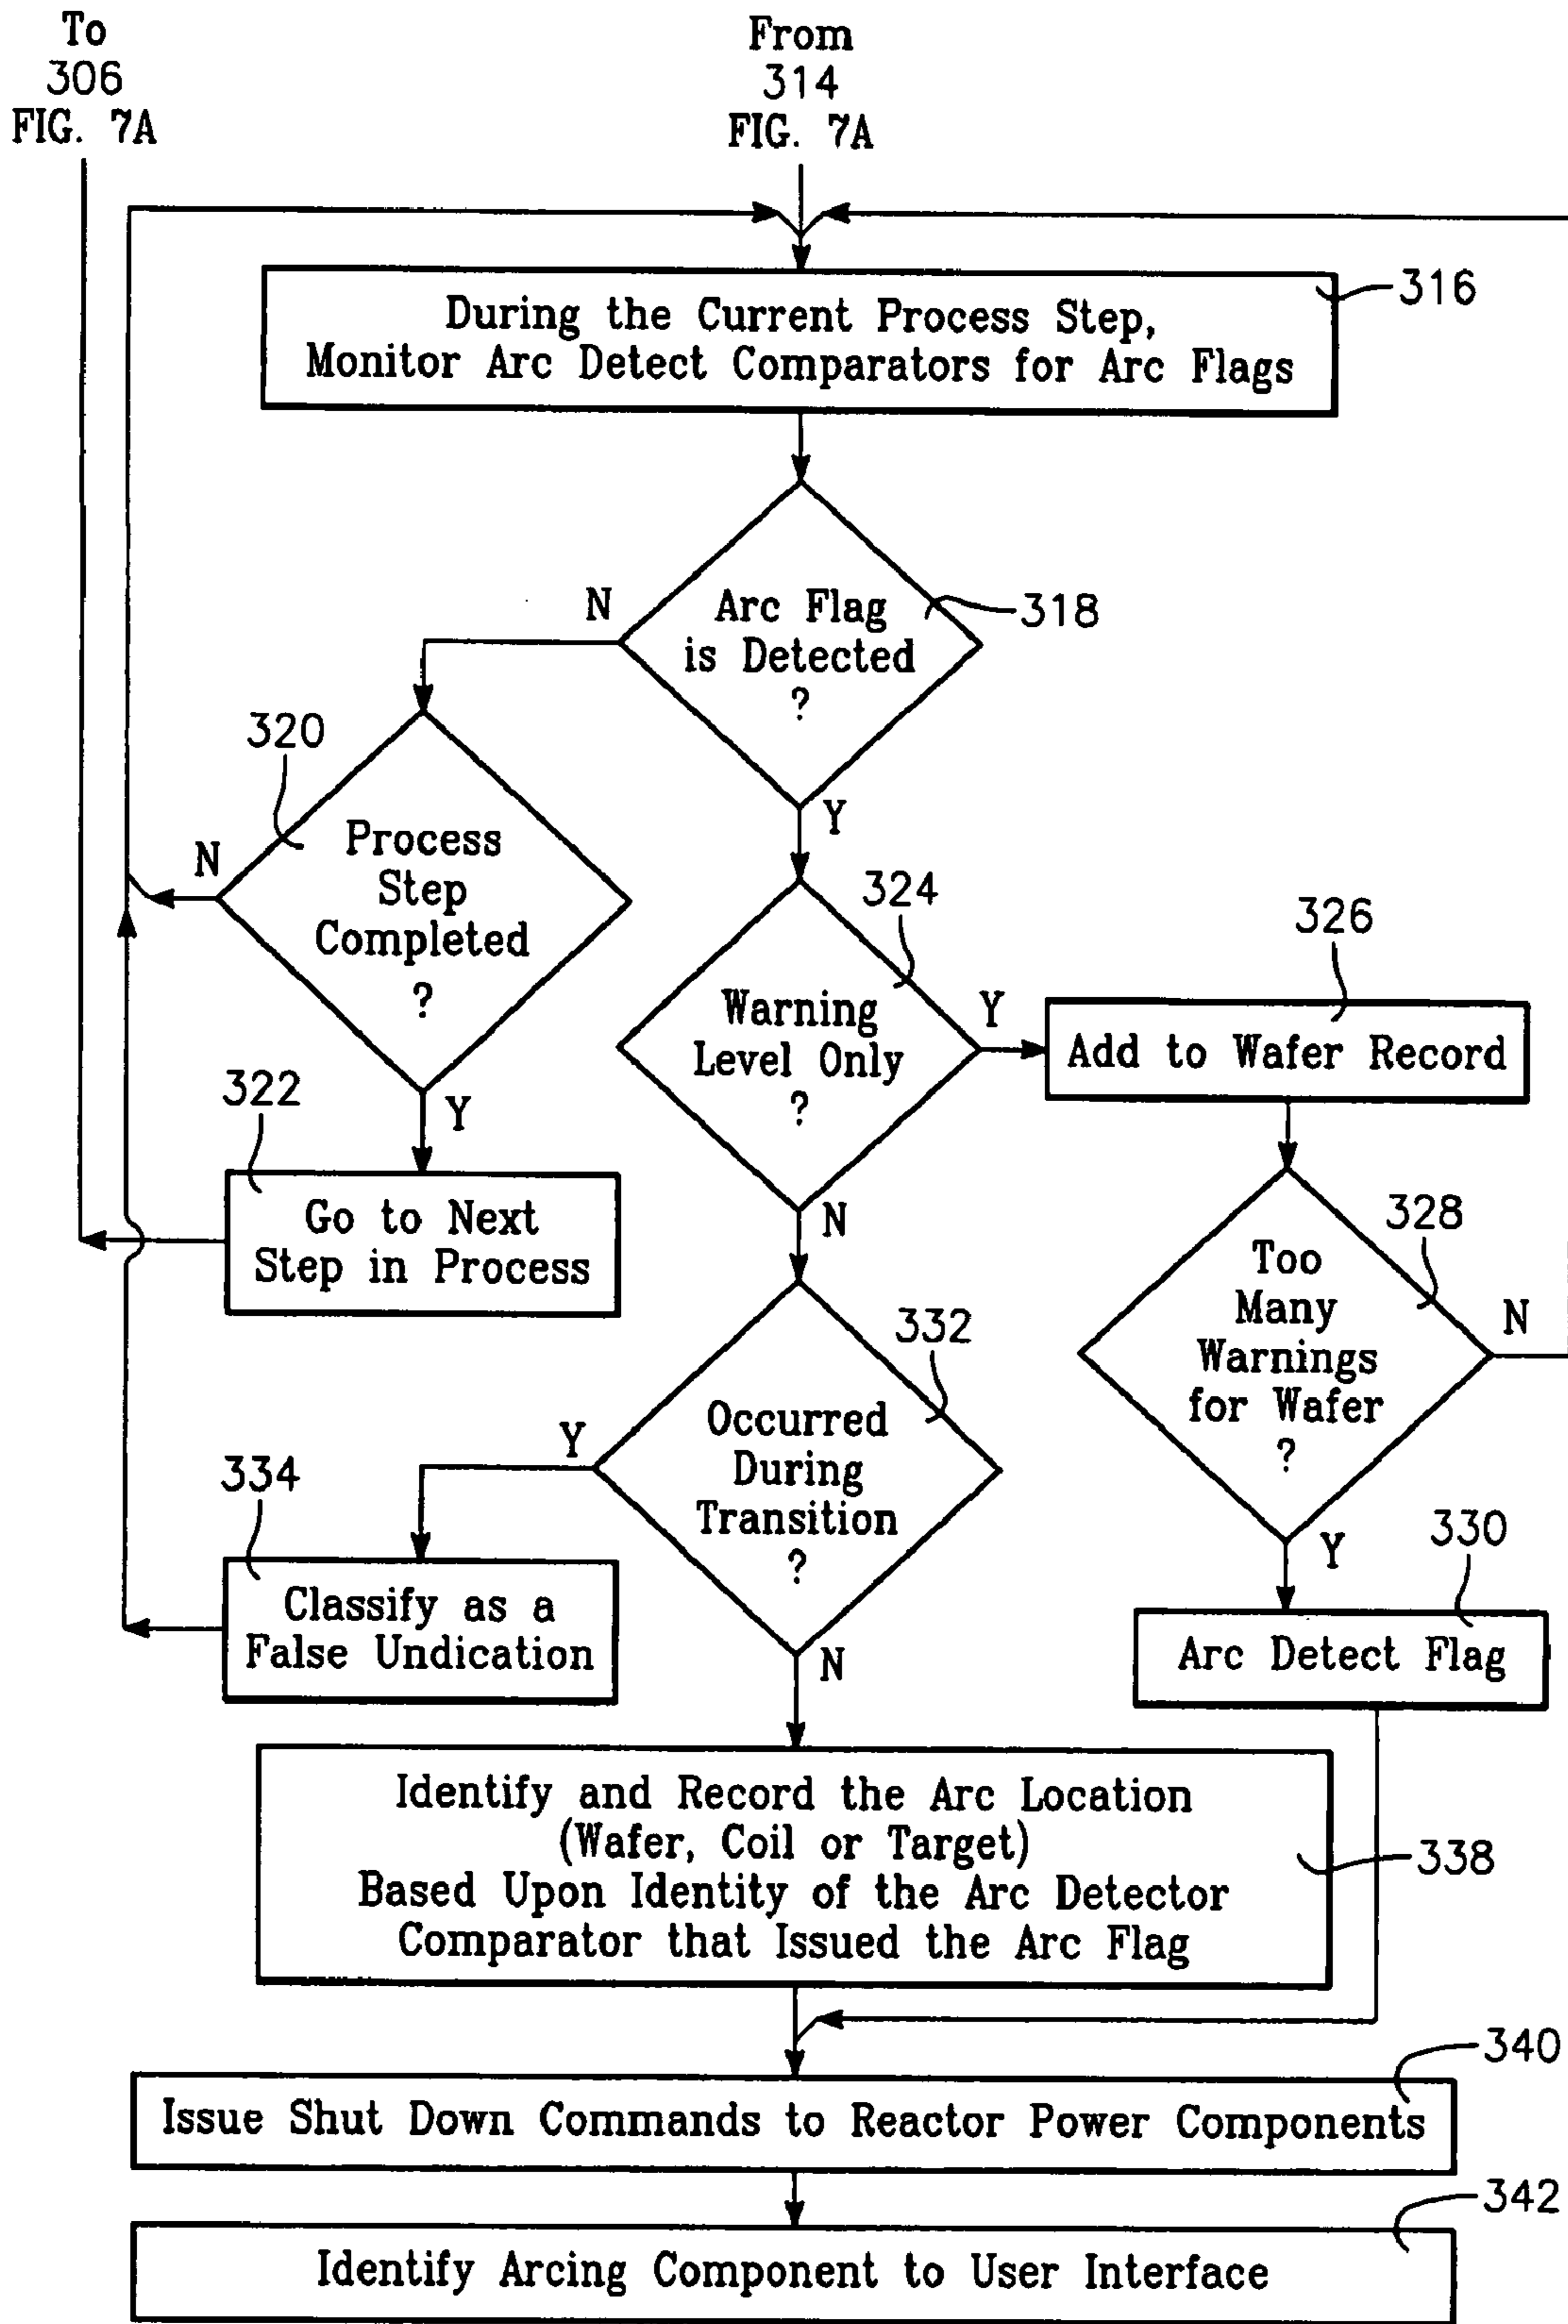 To
306
FIG. 7A
From
314
FIG. 7A
During the Current Process Step,
Monitor Arc Detect Comparators for Arc Flags
316
Arc Flag
is Detected
?
318
N
Y
320
Process
Step
Completed
?
N
Y
322
Go to Next
Step in Process
324
Warning
Level Only
?
Y
N
326
Add to Wafer Record
328
Too
Many
Warnings
for Wafer
?
N
Y
330
Arc Detect Flag
332
Occurred
During
Transition
?
Y
N
334
Classify as a
False Undication
Identify and Record the Arc Location
(Wafer, Coil or Target)
Based Upon Identity of the Arc Detector
Comparator that Issued the Arc Flag
338
340
Issue Shut Down Commands to Reactor Power Components
342
Identify Arcing Component to User Interface